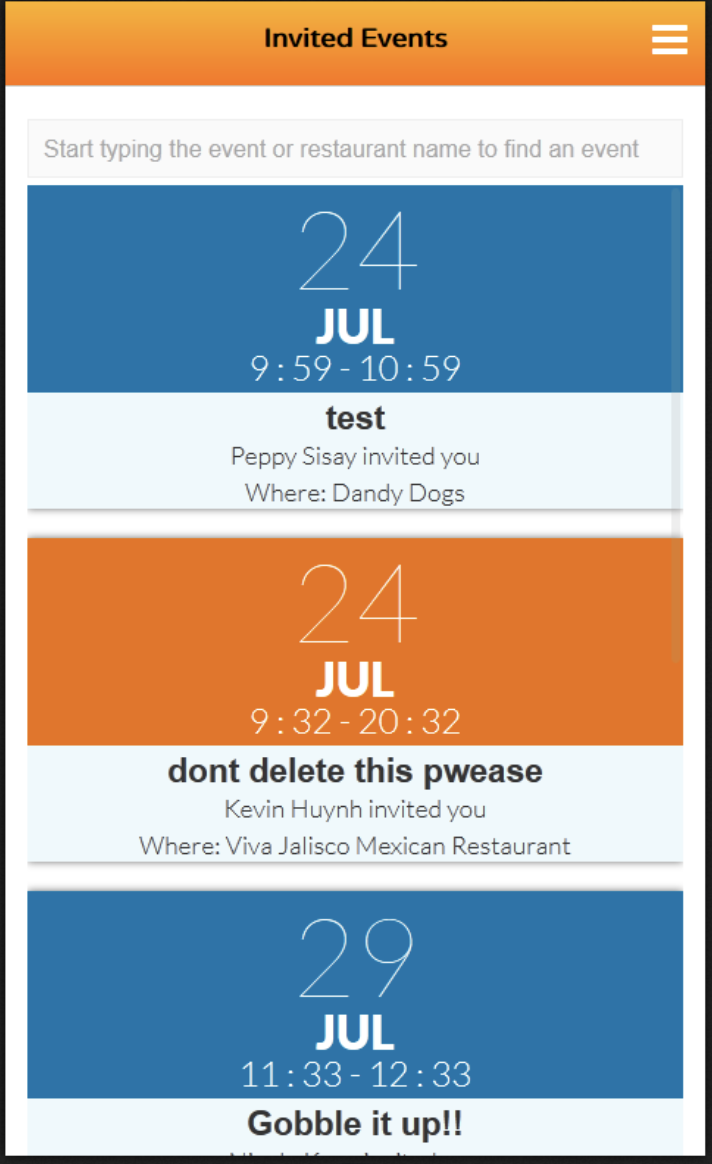 Invited Events
Start typing the event or restaurant name to find an event
24
JUL
9 : 59 - 10 : 59
test
Peppy Sisay invited you
Where: Dandy Dogs
24
JUL
9 : 32 - 20 : 32
dont delete this pwease
Kevin Huynh invited you
Where: Viva Jalisco Mexican Restaurant
29
JUL
11 : 33 - 12 : 33
Gobble it up!!